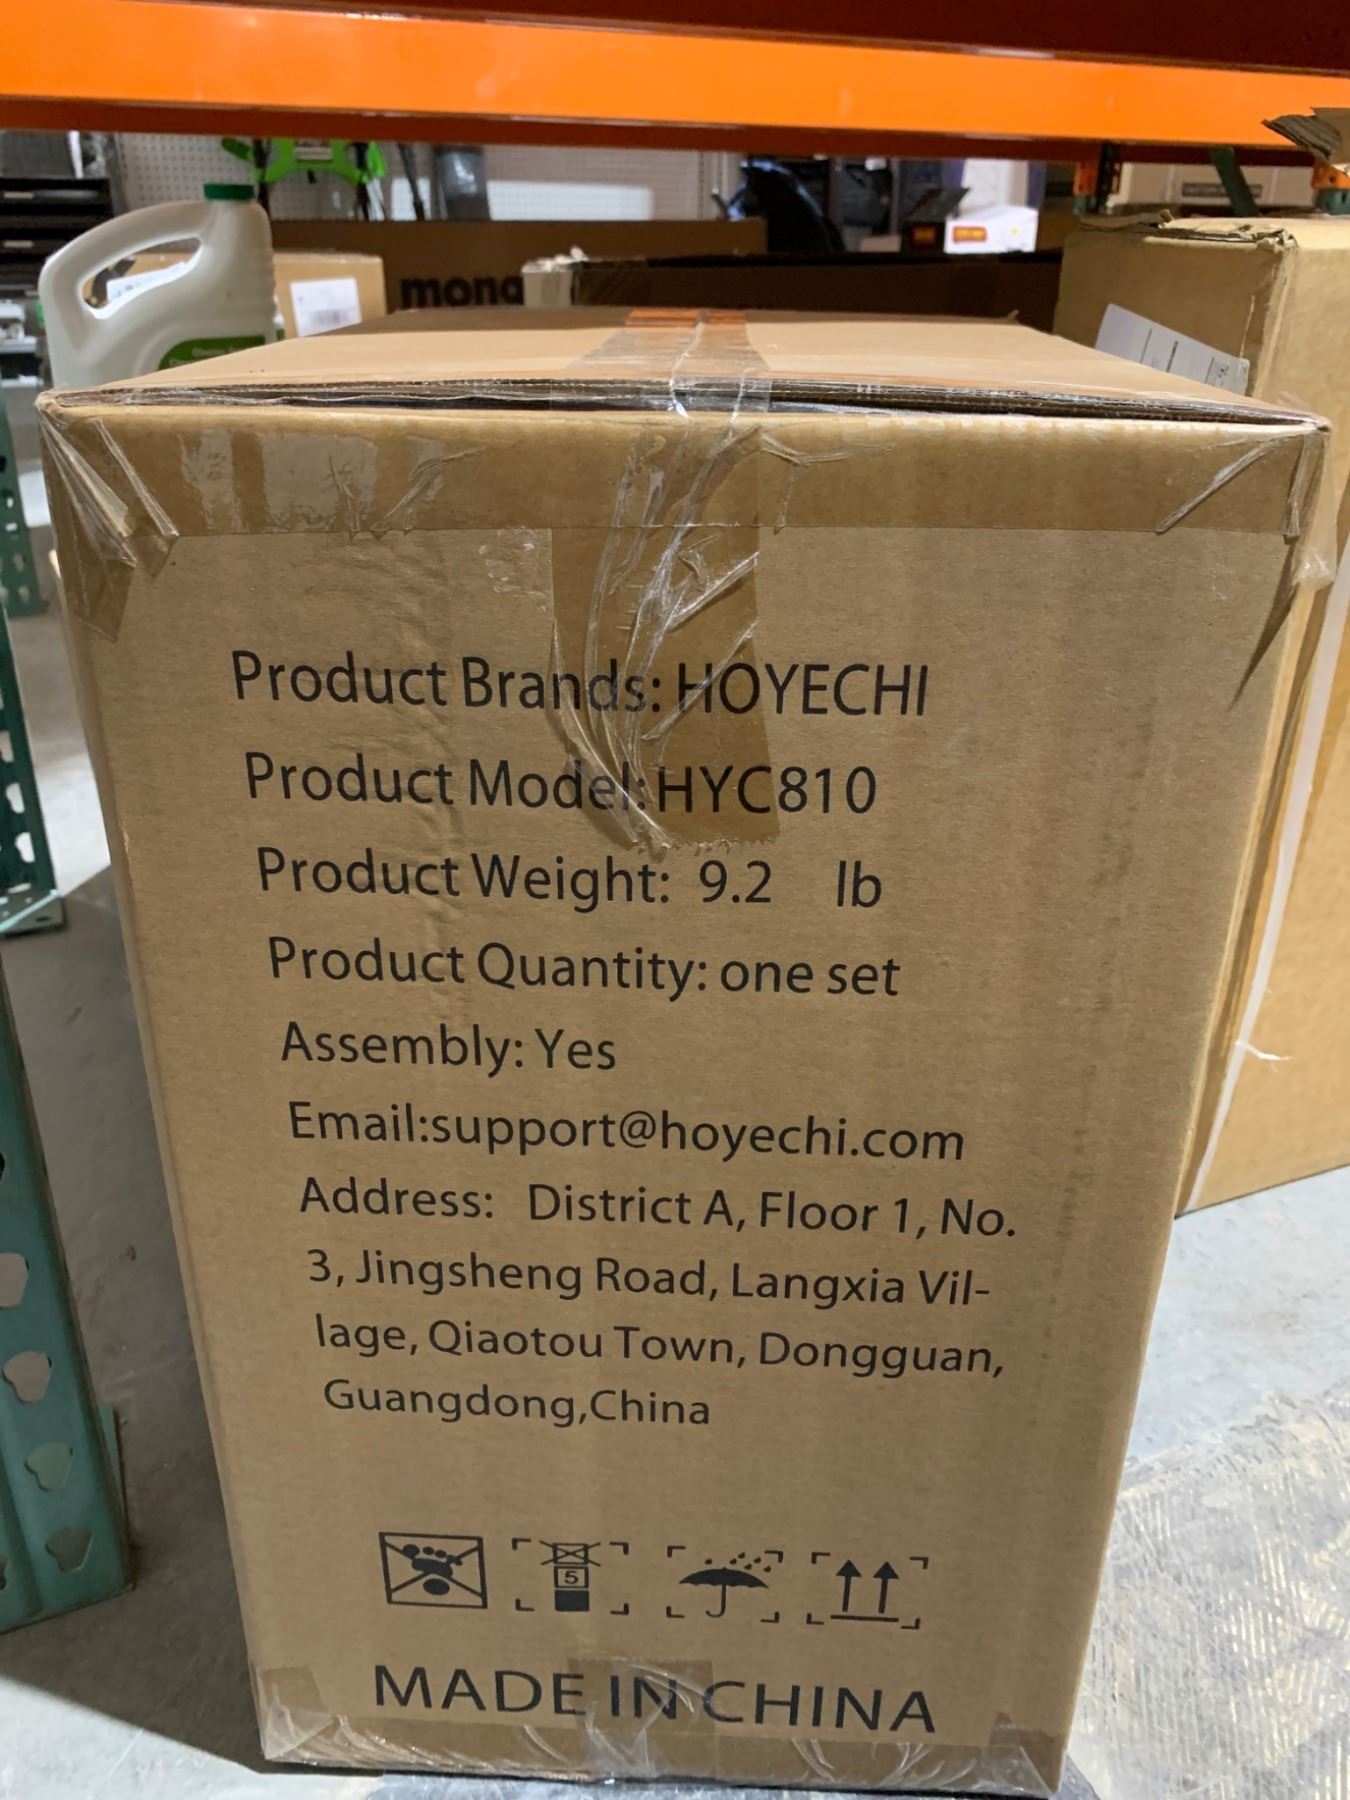 mono
Product Brands: HOYECHI
Product Model: HYC810
Product Weight: 9.2 lb
Product Quantity: one set
Assembly: Yes
Email:support@hoyechi.com
Address: District A, Floor 1, No.
3, Jingsheng Road, Langxia Vil-
lage, Qiaotou Town, Dongguan,
Guangdong,China
5
MADE IN CHINA